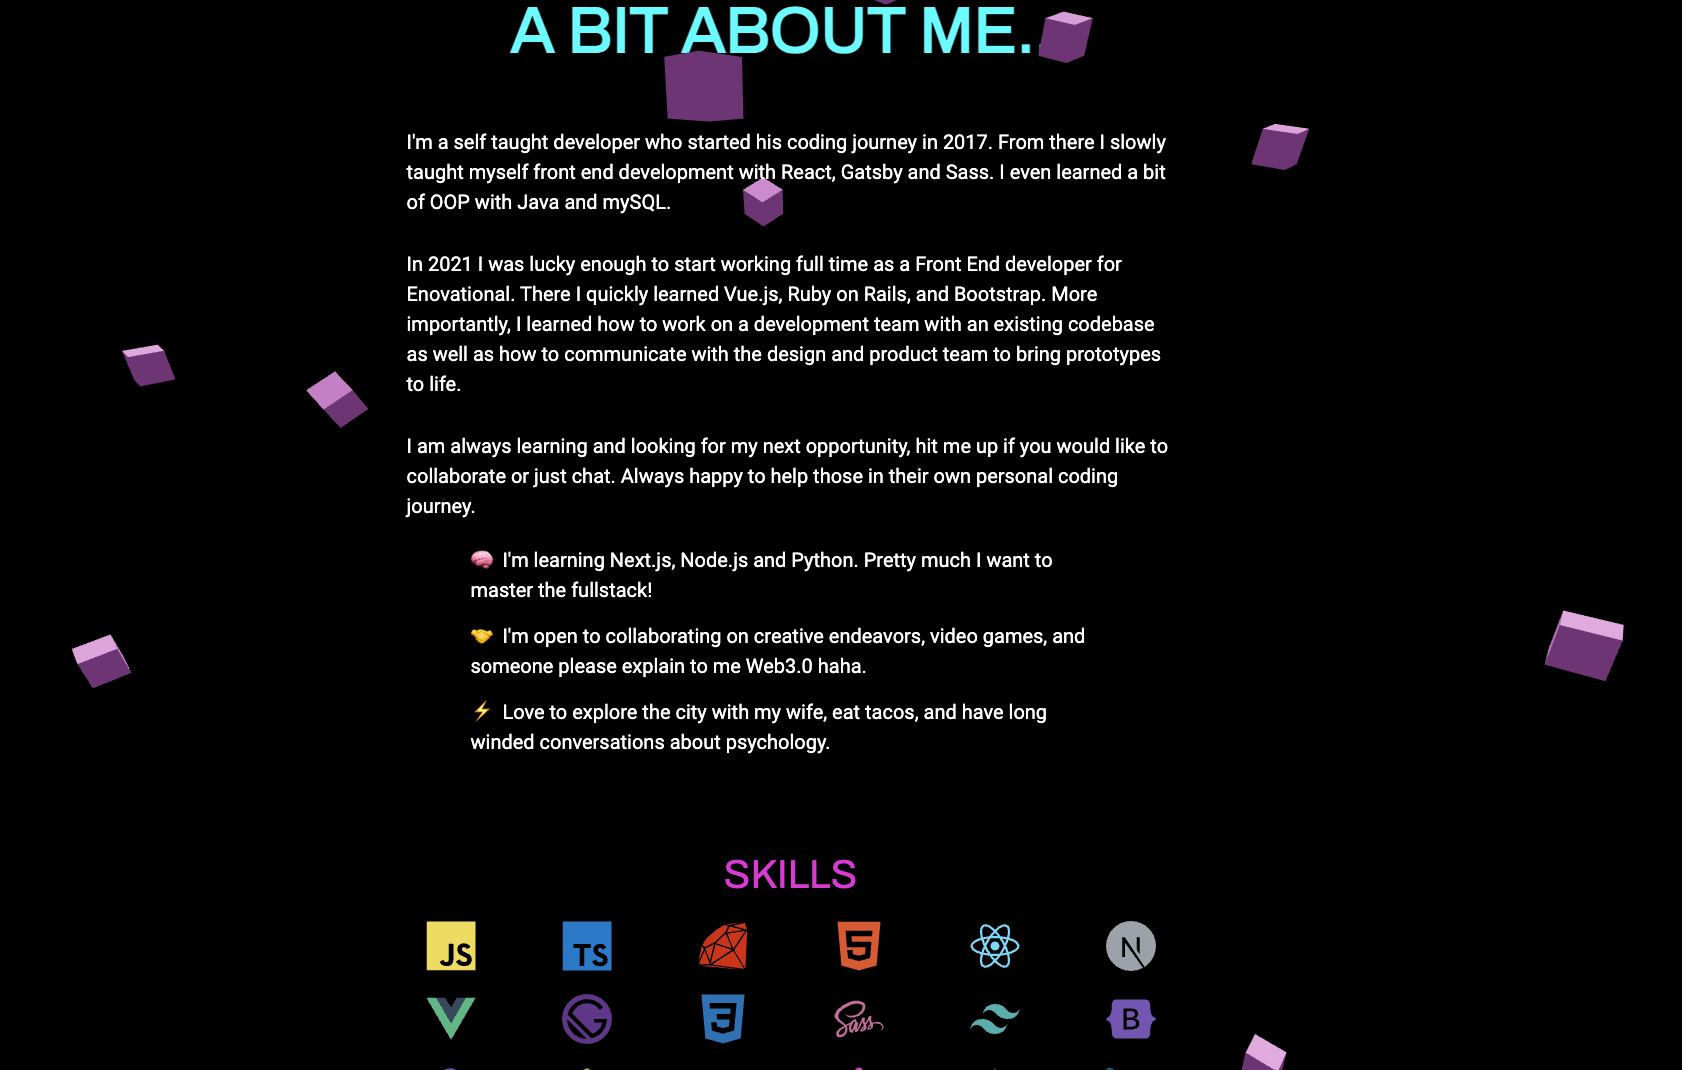 A BIT ABOUT ME.
I'm a self taught developer who started his coding journey in 2017. From there I slowly
taught myself front end development with React, Gatsby and Sass. I even learned a bit
of OOP with Java and mySQL.
In 2021 I was lucky enough to start working full time as a Front End developer for
Enovational. There I quickly learned Vue.js, Ruby on Rails, and Bootstrap. More
importantly, I learned how to work on a development team with an existing codebase
as well as how to communicate with the design and product team to bring prototypes
to life.
I am always learning and looking for my next opportunity, hit me up if you would like to
collaborate or just chat. Always happy to help those in their own personal coding
journey.
🧠 I'm learning Next.js, Node.js and Python. Pretty much I want to
master the fullstack!
🤝 I'm open to collaborating on creative endeavors, video games, and
someone please explain to me Web3.0 haha.
⚡ Love to explore the city with my wife, eat tacos, and have long
winded conversations about psychology.
SKILLS
JS TS 5 N
G 3 Sass B